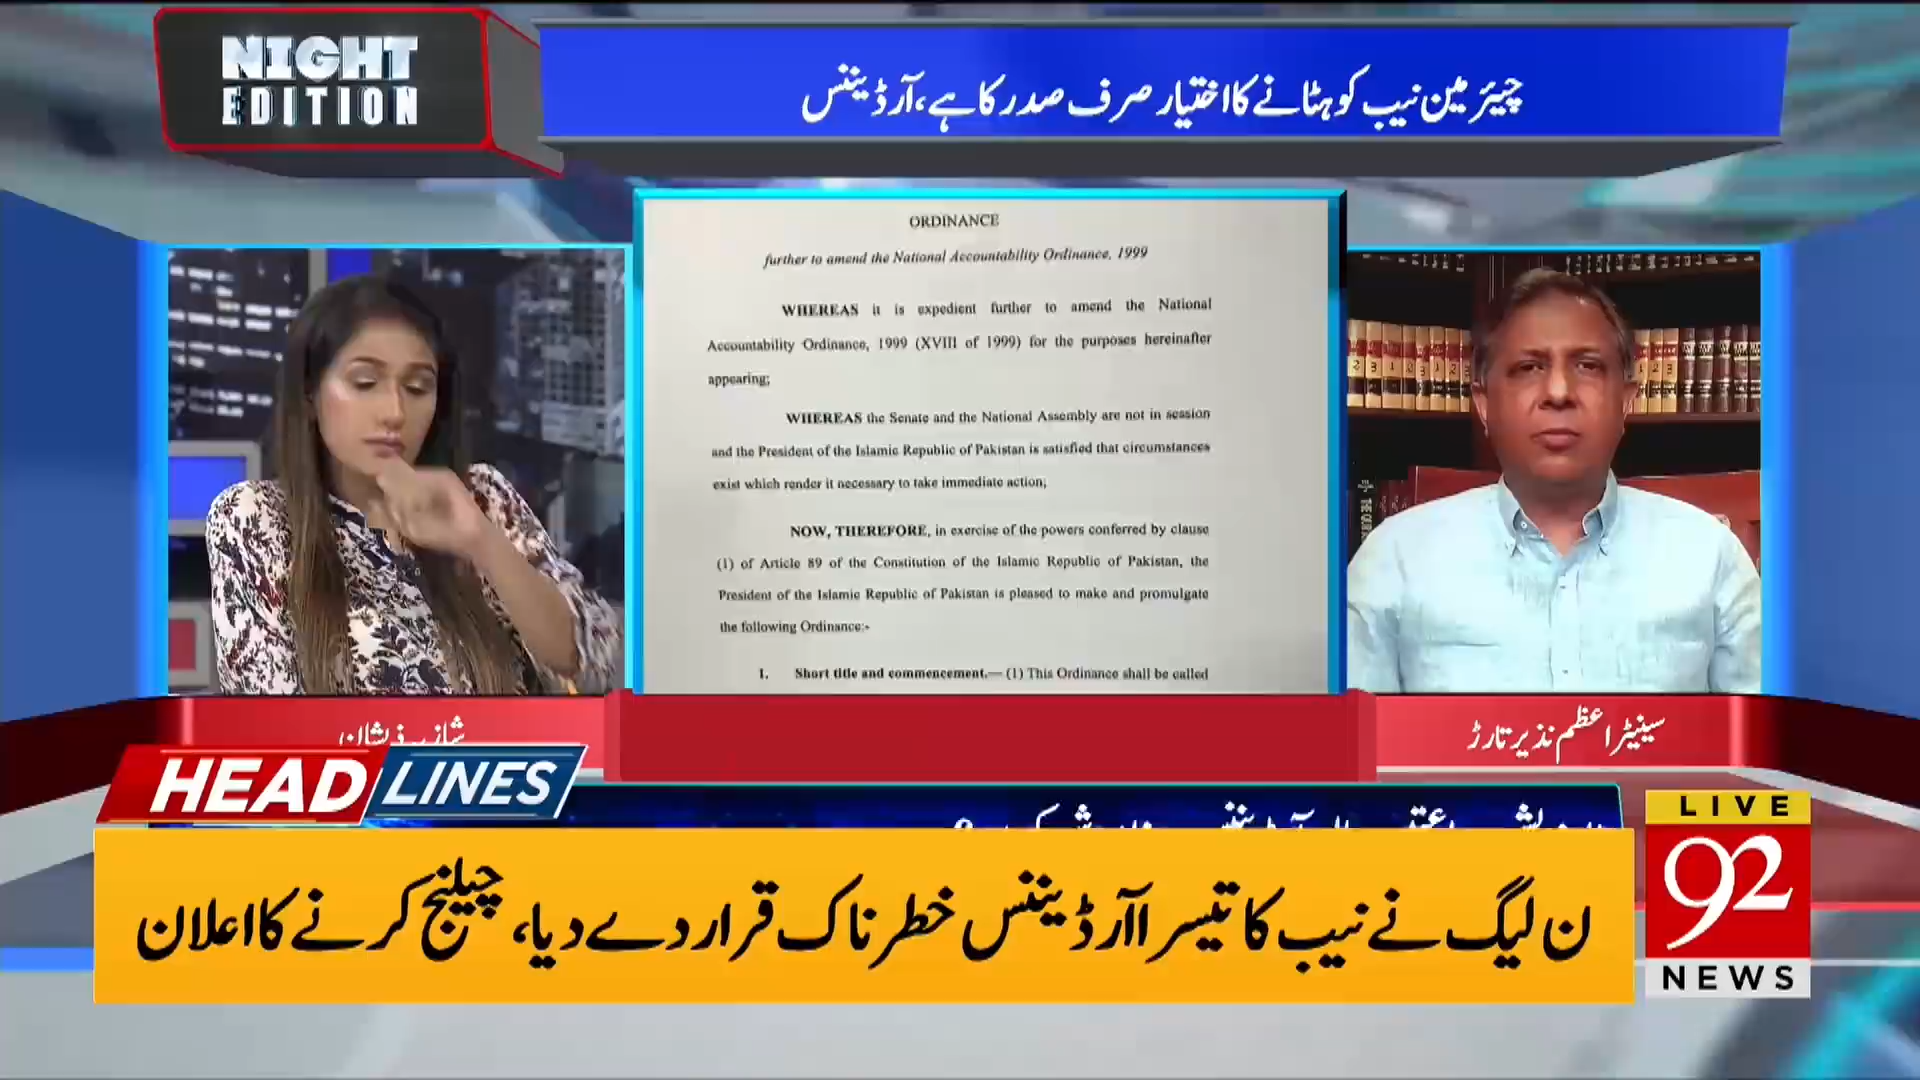 NIGHT
EDITION
چیئرمین نیب کو ہٹانے کا اختیار صرف صدر کا ہے، آرڈیننس
ORDINANCE
further to amend the National Accountability Ordinance, 1999
WHEREAS it is expedient further to amend the National
Accountability Ordinance, 1999 (XVIII of 1999) for the purposes hereinafter
appearing;
WHEREAS the Senate and the National Assembly are not in session
and the President of the Islamic Republic of Pakistan is satisfied that circumstances
exist which render it necessary to take immediate action;
NOW, THEREFORE, in exercise of the powers conferred by clause
(1) of Article 89 of the Constitution of the Islamic Republic of Pakistan, the
President of the Islamic Republic of Pakistan is pleased to make and promulgate
the following Ordinance:-
1. Short title and commencement.— (1) This Ordinance shall be called
سینیٹر اعظم نذیر تارڑ
HEADLINES
ن لیگ نے نیب کا تیسرا آرڈیننس خطرناک قرار دے دیا، چیلنج کرنے کا اعلان
LIVE
92
NEWS